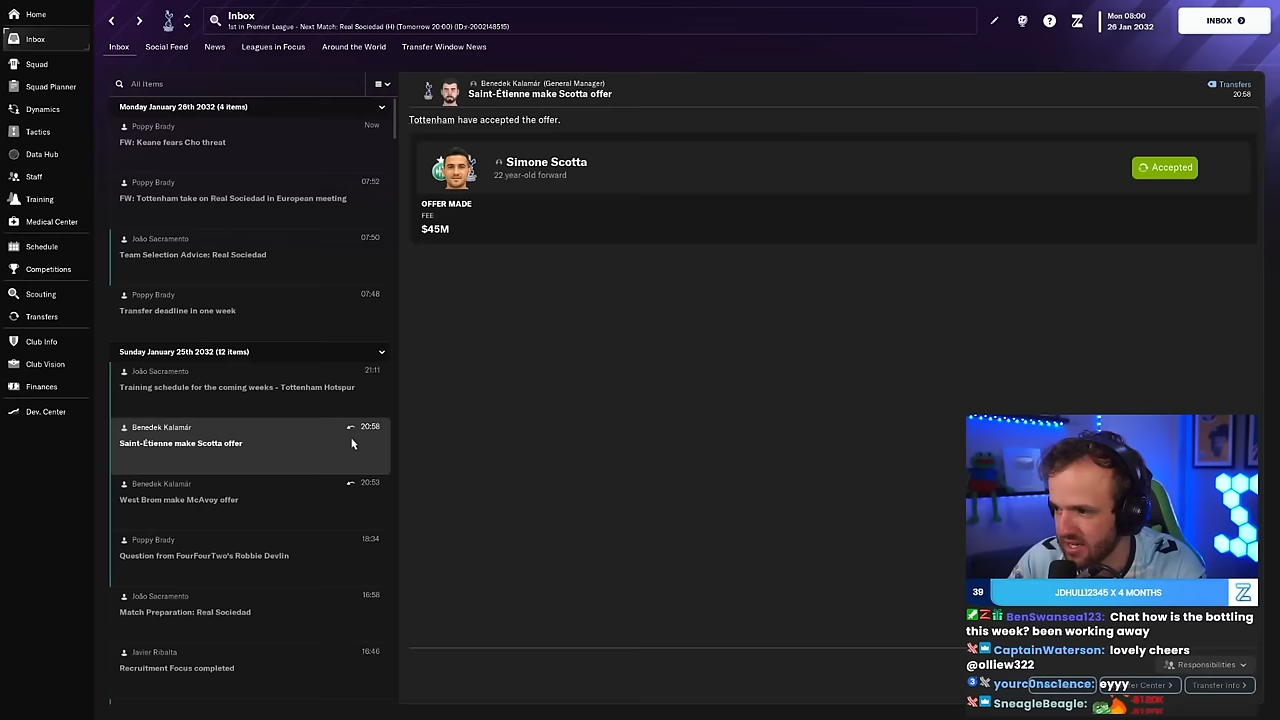 Home
Inbox
Squad
Squad Planner
Dynamics
Tactics
Data Hub
Staff
Training
Medical Center
Schedule
Competitions
Scouting
Transfers
Club Info
Club Vision
Finances
Dev. Center
Inbox
1st in Premier League - Next Match: Real Sociedad (H) (Tomorrow 20:00) (ID:-2002148515)
Mon 08:00
26 Jan 2032
INBOX
Inbox
Social Feed
News
Leagues in Focus
Around the World
Transfer Window News
All Items
Monday January 26th 2032 (4 items)
Poppy Brady
Now
FW: Keane fears Cho threat
Poppy Brady
07:52
FW: Tottenham take on Real Sociedad in European meeting
João Sacramento
07:50
Team Selection Advice: Real Sociedad
Poppy Brady
07:48
Transfer deadline in one week
Sunday January 25th 2032 (12 items)
João Sacramento
21:11
Training schedule for the coming weeks - Tottenham Hotspur
Benedek Kalamár
20:58
Saint-Étienne make Scotta offer
Benedek Kalamár
20:53
West Brom make McAvoy offer
Poppy Brady
18:34
Question from FourFourTwo's Robbie Devlin
João Sacramento
16:58
Match Preparation: Real Sociedad
Javier Ribalta
16:46
Recruitment Focus completed
Benedek Kalamár (General Manager)
Saint-Étienne make Scotta offer
Transfers
20:58
Tottenham have accepted the offer.
Simone Scotta
22 year-old forward
Accepted
OFFER MADE
FEE
$45M
39
JDHULL12345 X 4 MONTHS
Z
BenSwansea123: Chat how is the bottling
this week? been working away
CaptainWaterson: lovely cheers
@olliew322
Responsibilities
yourc0nsc1ence: eyyy
Center
Transfer Info
SneagleBeagle: